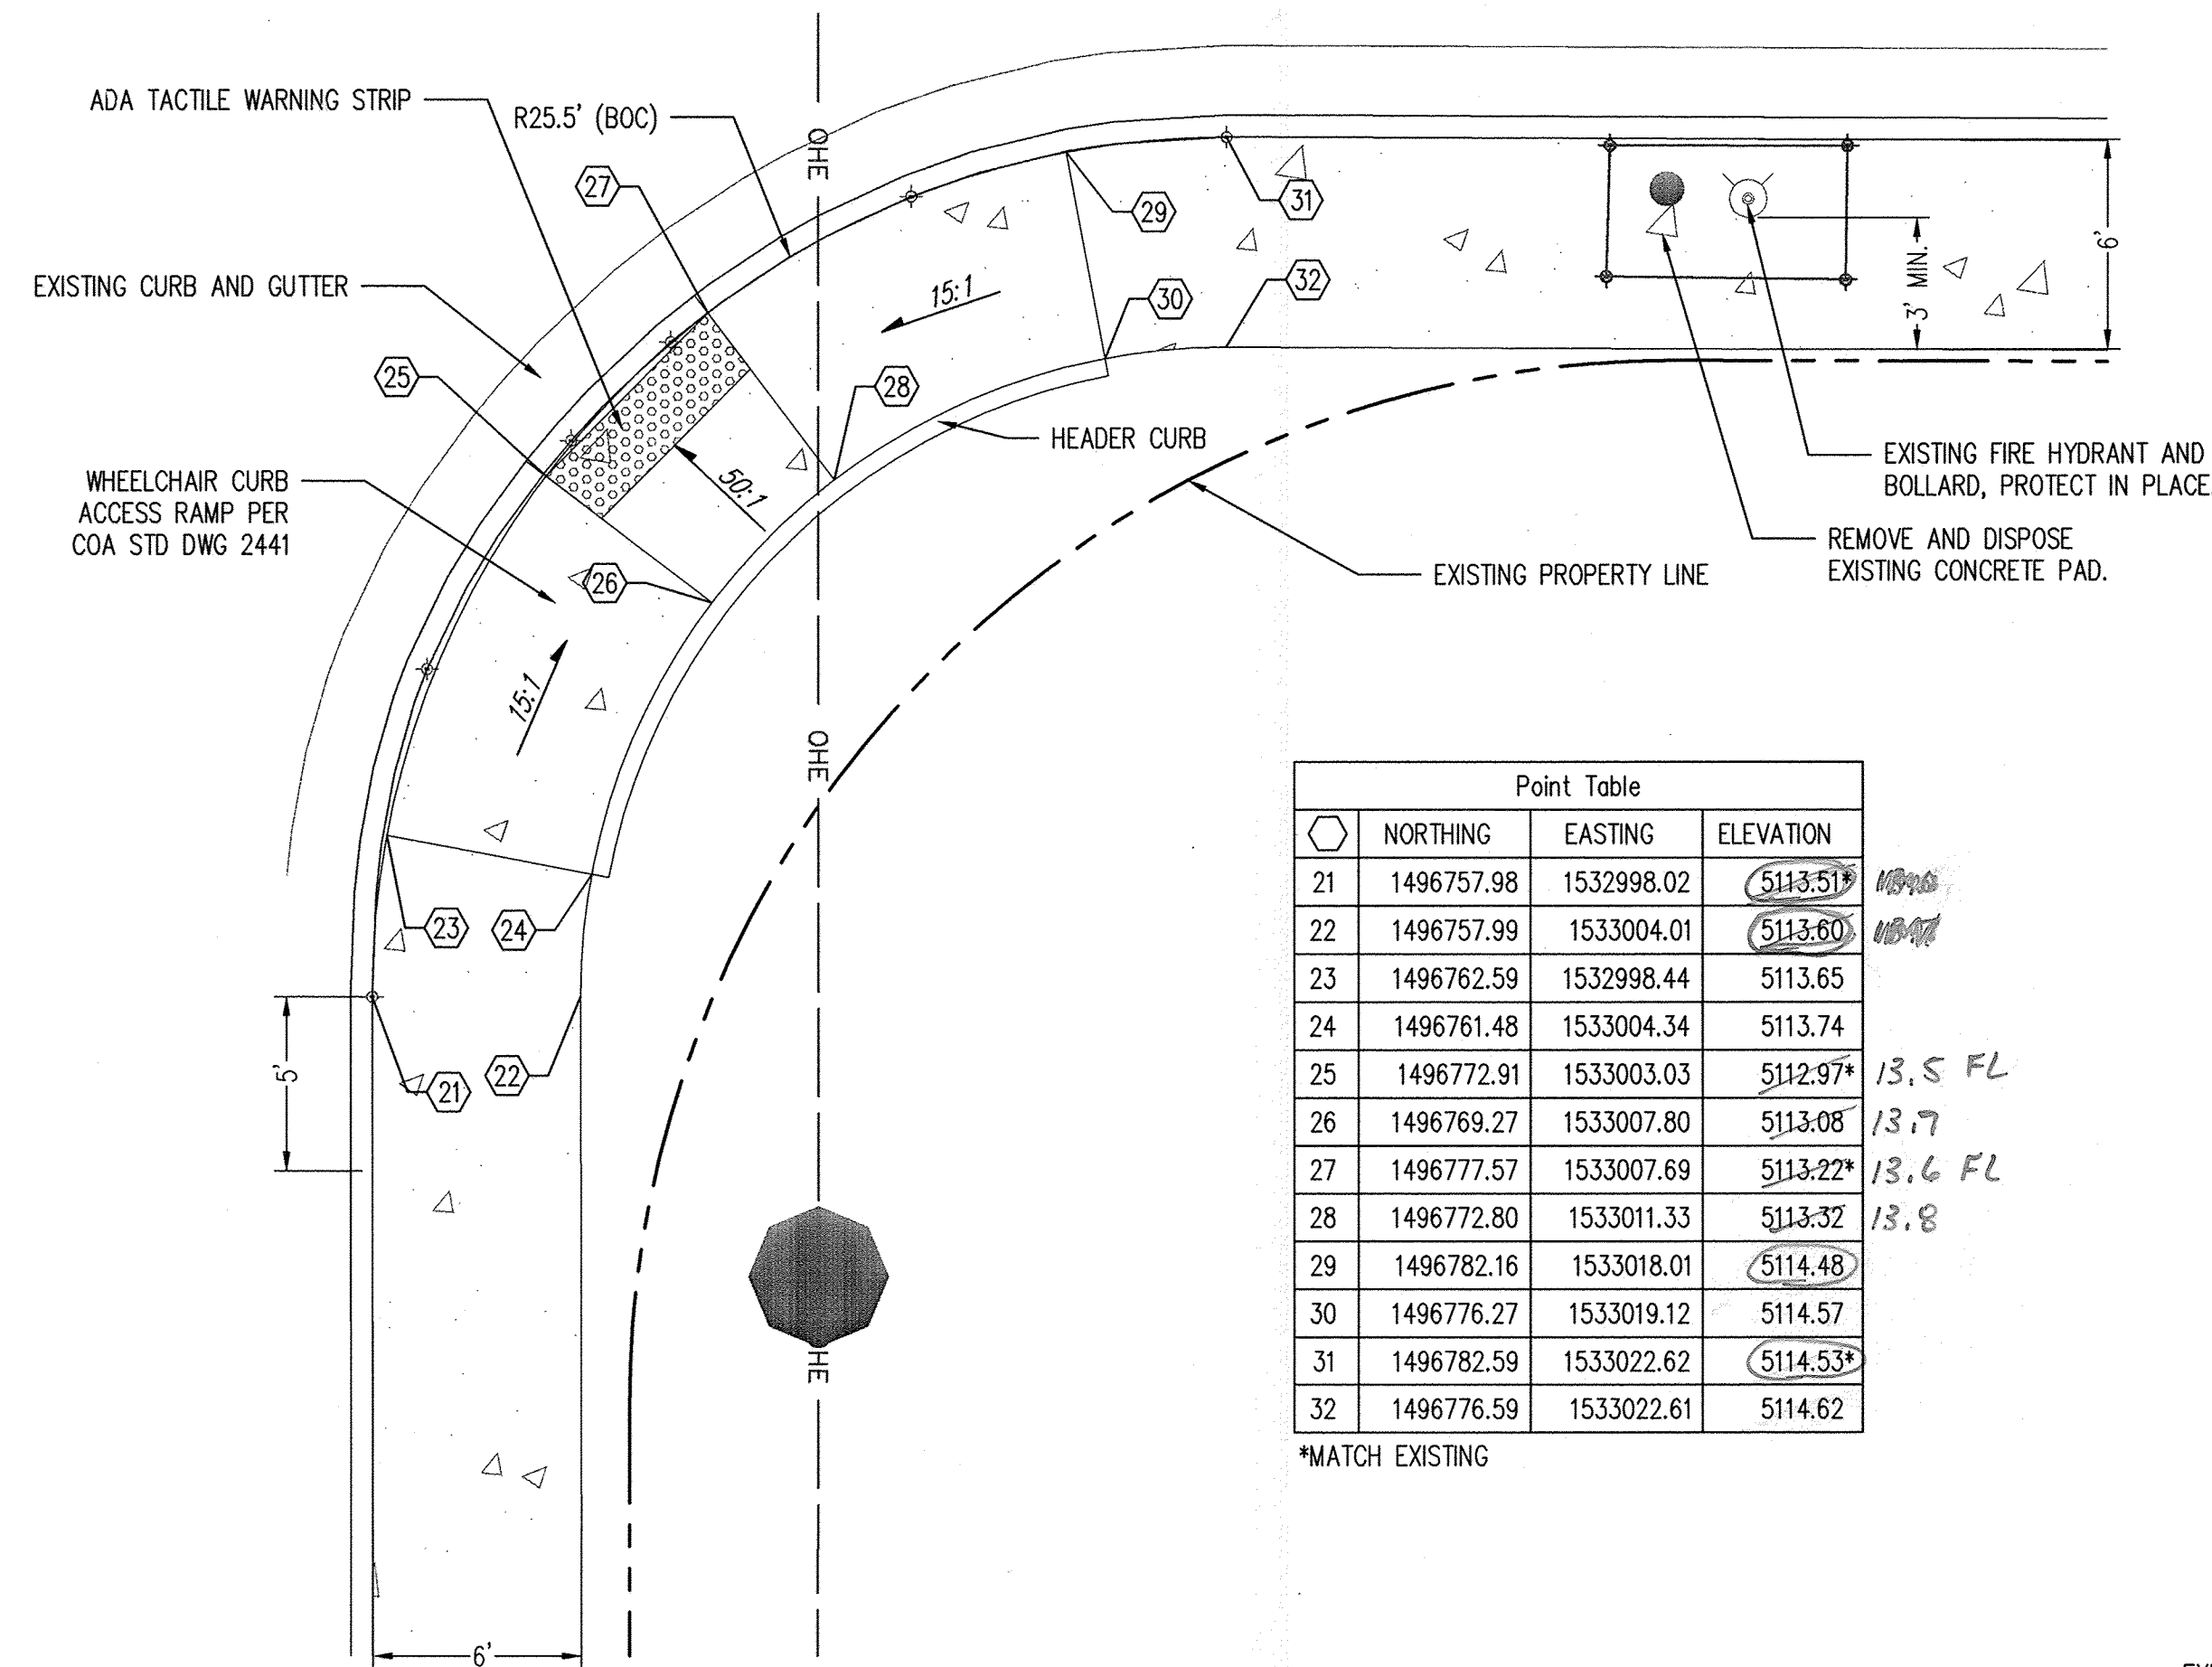 ADA TACTILE WARNING STRIP
R25.5' (BOC)
OHE
27
31
29
EXISTING CURB AND GUTTER
15:1
30
32
3' MIN.
6'
25
28
HEADER CURB
50:1
WHEELCHAIR CURB
ACCESS RAMP PER
COA STD DWG 2441
26
EXISTING FIRE HYDRANT AND
BOLLARD, PROTECT IN PLACE
REMOVE AND DISPOSE
EXISTING CONCRETE PAD.
EXISTING PROPERTY LINE
15:1
OHE
23
24
5'
21
22
HE
6'
Point Table
NORTHING EASTING ELEVATION
21 1496757.98 1532998.02 5113.51*
22 1496757.99 1533004.01 5113.60
23 1496762.59 1532998.44 5113.65
24 1496761.48 1533004.34 5113.74
25 1496772.91 1533003.03 5112.97* 13.5 FL
26 1496769.27 1533007.80 5113.08 13.7
27 1496777.57 1533007.69 5113.22* 13.6 FL
28 1496772.80 1533011.33 5113.32 13.8
29 1496782.16 1533018.01 5114.48
30 1496776.27 1533019.12 5114.57
31 1496782.59 1533022.62 5114.53*
32 1496776.59 1533022.61 5114.62
*MATCH EXISTING